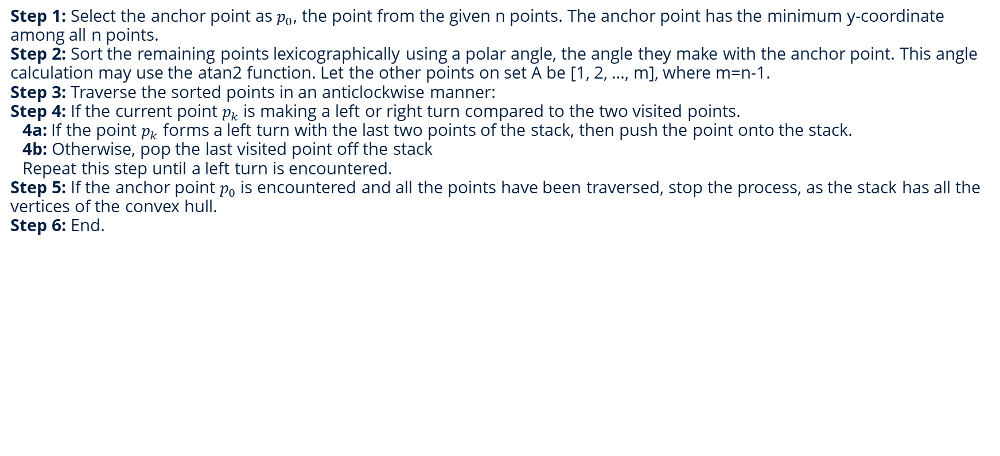 Step 1: Select the anchor point as p₀, the point from the given n points. The anchor point has the minimum y-coordinate
among all n points.
Step 2: Sort the remaining points lexicographically using a polar angle, the angle they make with the anchor point. This angle
calculation may use the atan2 function. Let the other points on set A be [1, 2, ..., m], where m=n-1.
Step 3: Traverse the sorted points in an anticlockwise manner:
Step 4: If the current point pₖ is making a left or right turn compared to the two visited points.
4a: If the point pₖ forms a left turn with the last two points of the stack, then push the point onto the stack.
4b: Otherwise, pop the last visited point off the stack
Repeat this step until a left turn is encountered.
Step 5: If the anchor point p₀ is encountered and all the points have been traversed, stop the process, as the stack has all the
vertices of the convex hull.
Step 6: End.